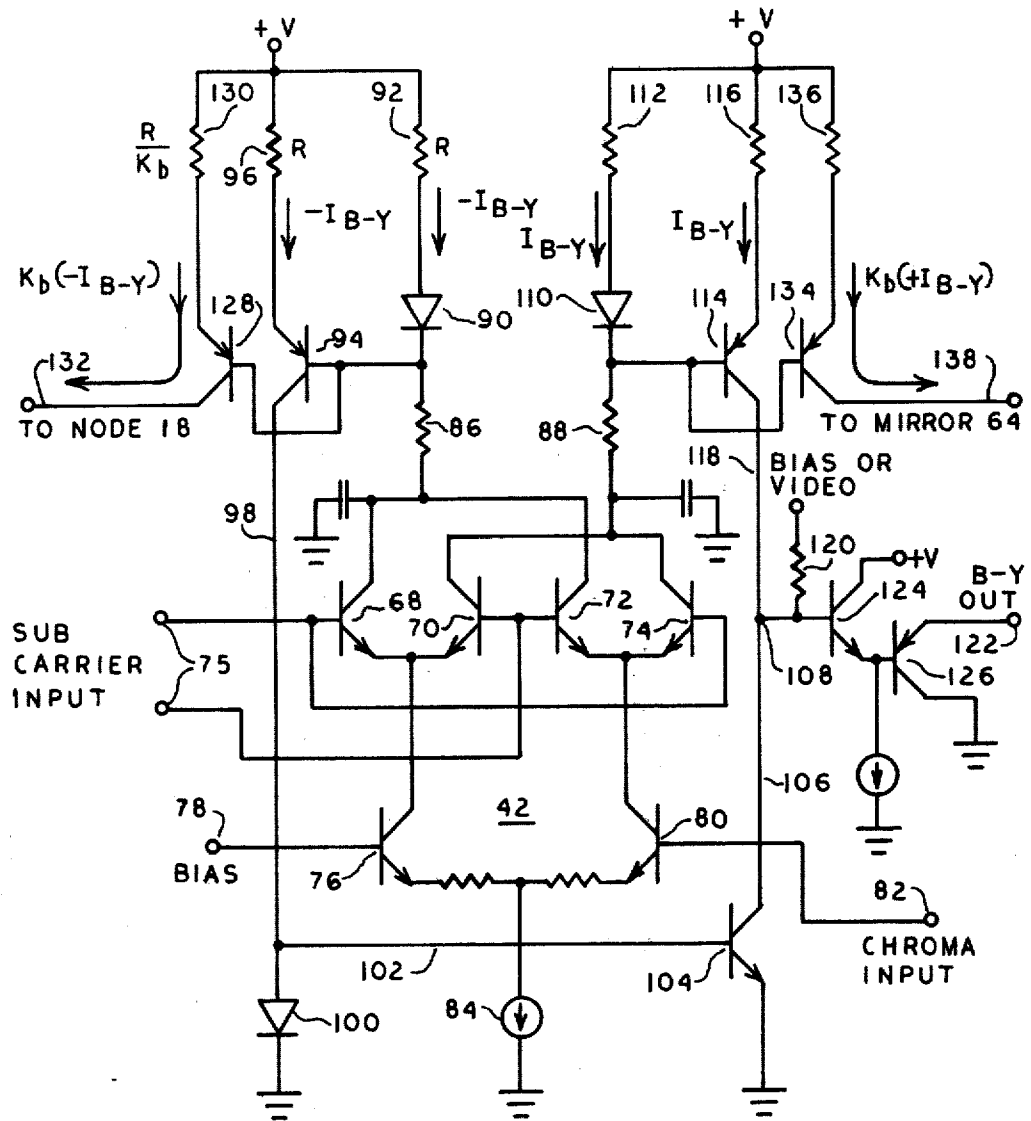 + V
+ V
130
92
112
116
136
R
Kb
96
R
R
-IB-Y
-IB-Y
IB-Y
IB-Y
Kb(-IB-Y)
Kb(+IB-Y)
128
94
90
110
114
134
132
138
TO NODE 18
TO MIRROR 64
86
88
118
BIAS OR
VIDEO
98
120
+V
B-Y
OUT
68
70
72
74
124
122
SUB
CARRIER
INPUT
75
108
126
106
78
42
80
BIAS
76
82
CHROMA
INPUT
102
104
100
84